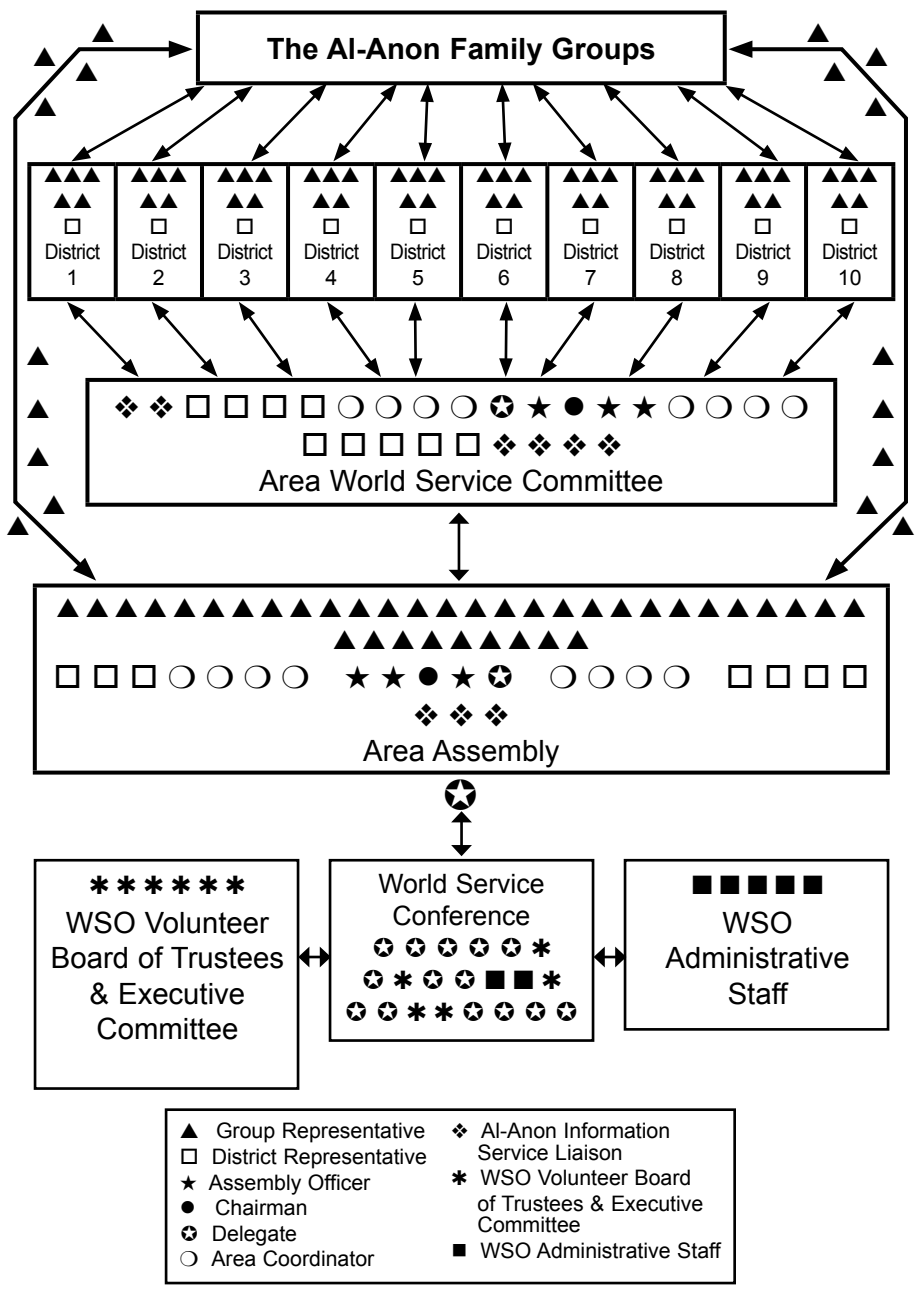 The Al-Anon Family Groups
District 1
District 2
District 3
District 4
District 5
District 6
District 7
District 8
District 9
District 10
Area World Service Committee
Area Assembly
WSO Volunteer
Board of Trustees
& Executive
Committee
World Service
Conference
WSO
Administrative
Staff
Group Representative
District Representative
Assembly Officer
Chairman
Delegate
Area Coordinator
Al-Anon Information
Service Liaison
WSO Volunteer Board
of Trustees & Executive
Committee
WSO Administrative Staff